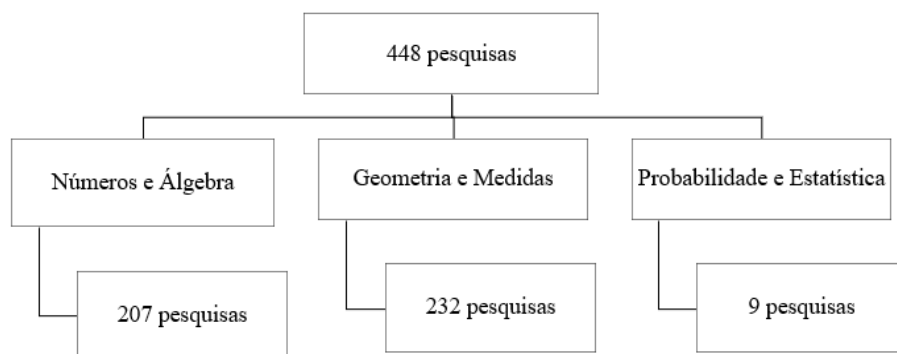 448 pesquisas
Números e Álgebra
Geometria e Medidas
Probabilidade e Estatística
207 pesquisas
232 pesquisas
9 pesquisas